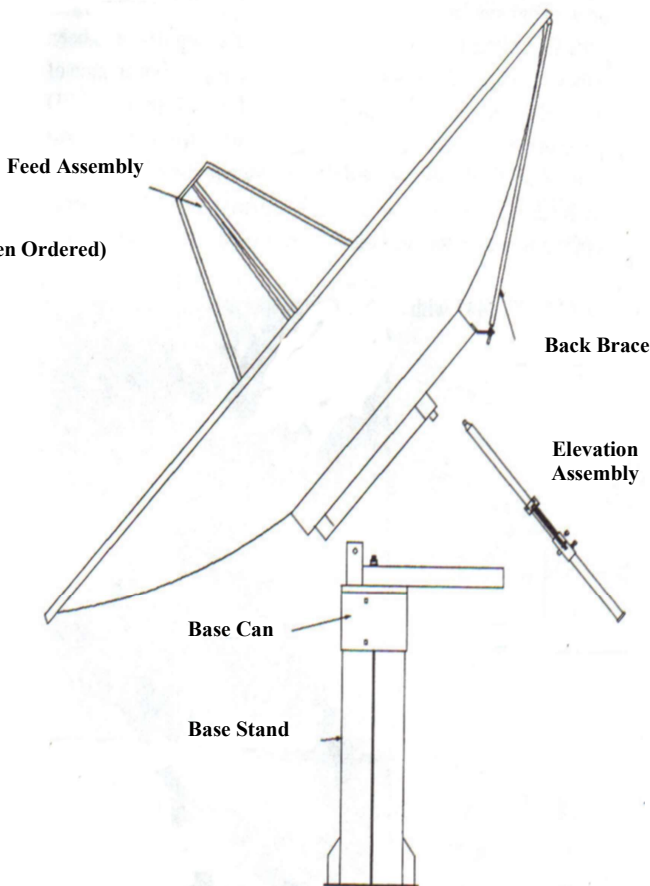 Feed Assembly
en Ordered)
Back Brace
Elevation
Assembly
Base Can
Base Stand